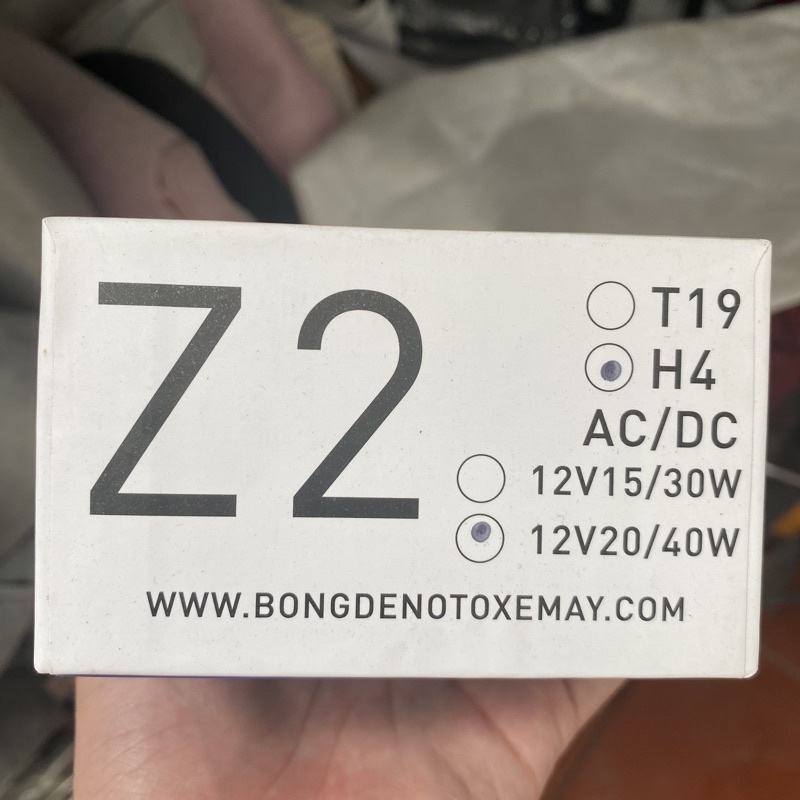 Z2
T19
H4
AC/DC
12V15/30W
12V20/40W
WWW.BONGDENOTOXEMAY.COM